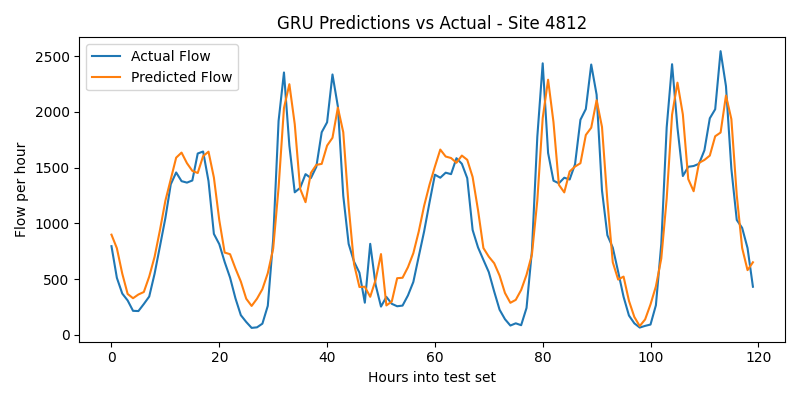 GRU Predictions vs Actual - Site 4812
Actual Flow
Predicted Flow
Flow per hour
2500
2000
1500
1000
500
0
0 20 40 60 80 100 120
Hours into test set